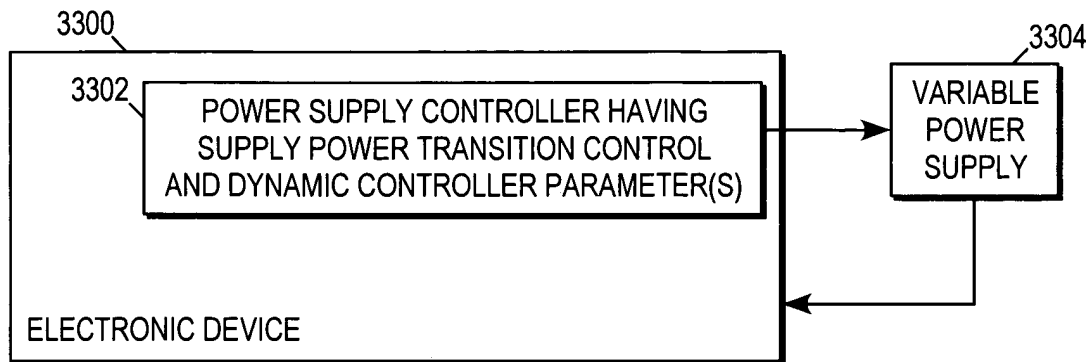 3300
3304
3302
POWER SUPPLY CONTROLLER HAVING
SUPPLY POWER TRANSITION CONTROL
AND DYNAMIC CONTROLLER PARAMETER(S)
VARIABLE
POWER
SUPPLY
ELECTRONIC DEVICE